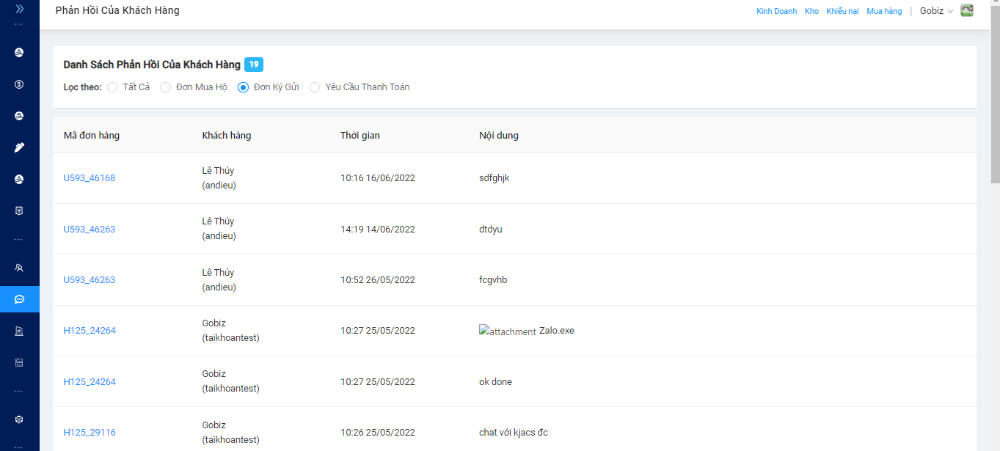 Phản Hồi Của Khách Hàng
Kinh Doanh Kho Khiếu nại Mua hàng | Gobiz
Danh Sách Phản Hồi Của Khách Hàng 19
Lọc theo: Tất Cả Đơn Mua Hộ Đơn Ký Gửi Yêu Cầu Thanh Toán
Mã đơn hàng Khách hàng Thời gian Nội dung
U593_46168 Lê Thúy 10:16 16/06/2022 sdfghjk
(andieu)
U593_46263 Lê Thúy 14:19 14/06/2022 dtdyu
(andieu)
U593_46263 Lê Thúy 10:52 26/05/2022 fcgvhb
(andieu)
H125_24264 Gobiz 10:27 25/05/2022 attachment Zalo.exe
(taikhoantest)
H125_24264 Gobiz 10:27 25/05/2022 ok done
(taikhoantest)
H125_29116 Gobiz 10:26 25/05/2022 chat với kjacs đc
(taikhoantest)